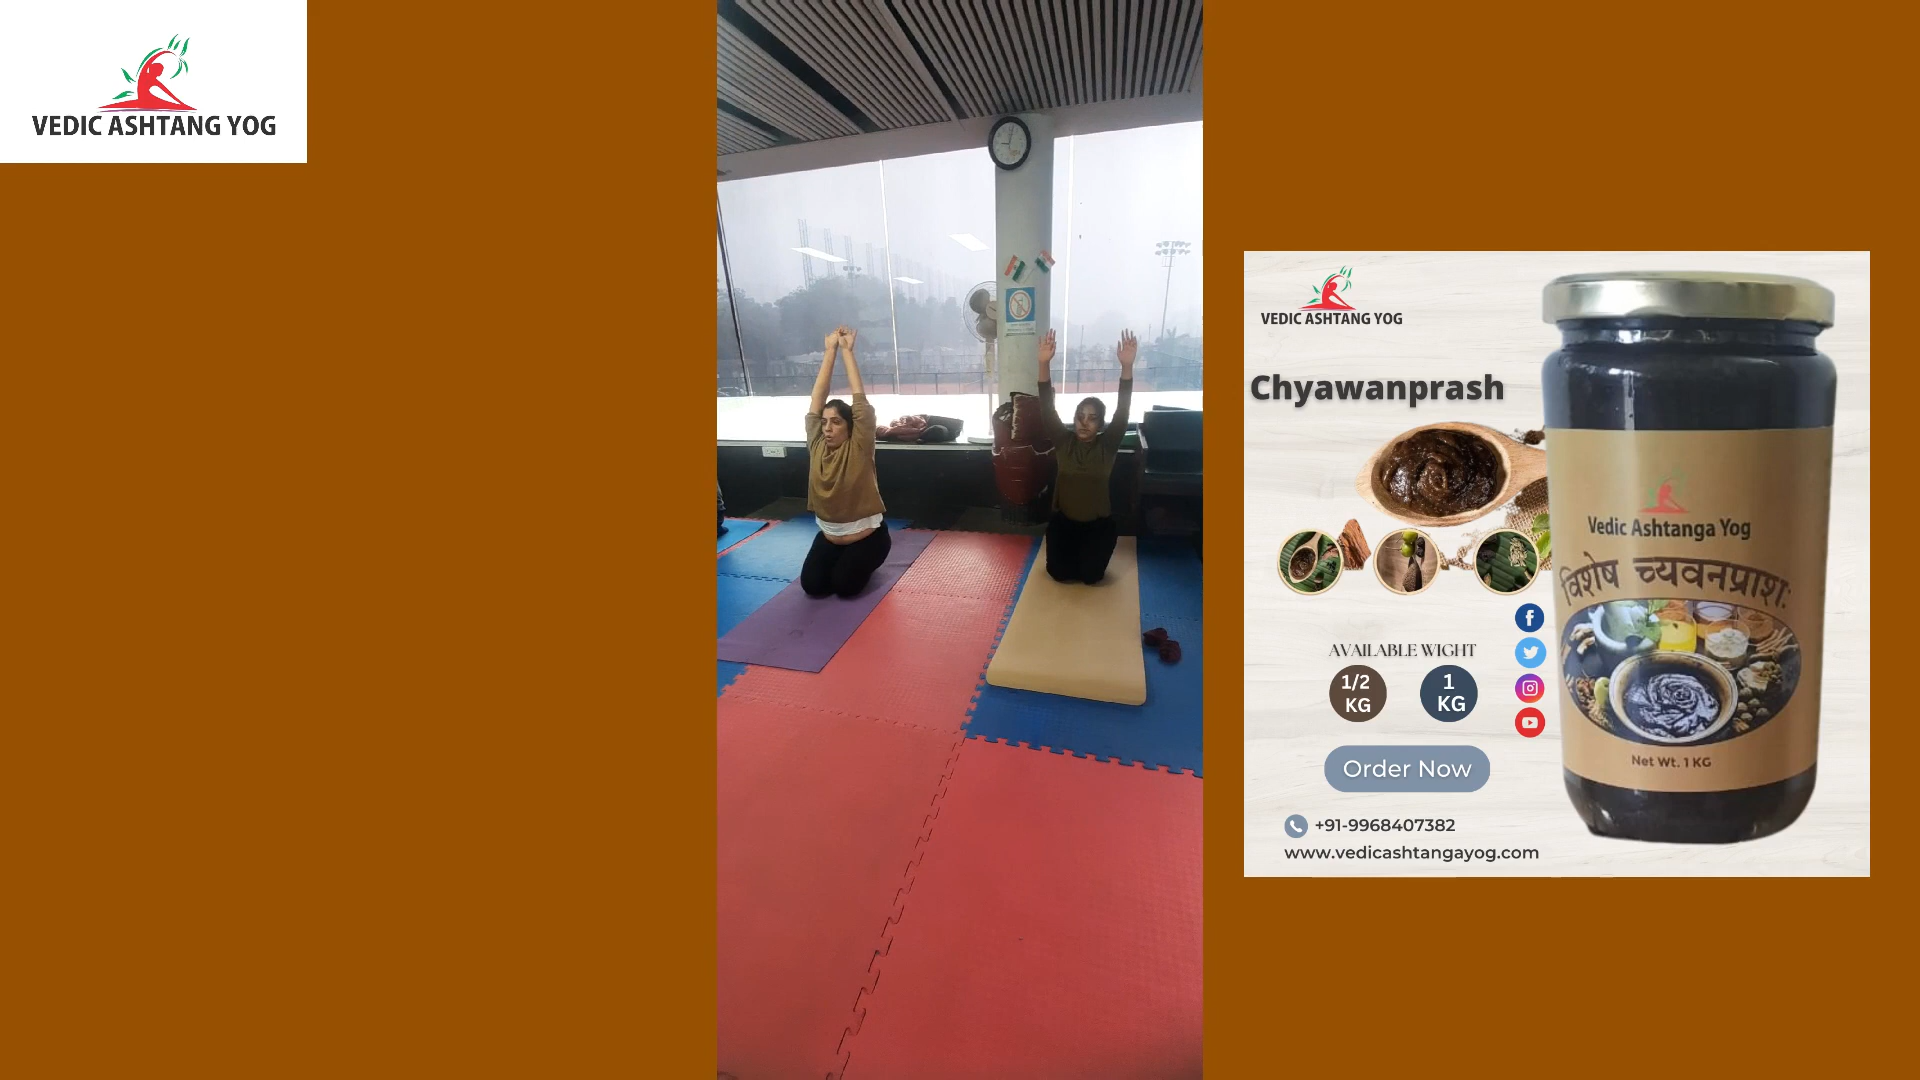 VEDIC ASHTANG YOG
VEDIC ASHTANG YOG
Chyawanprash
AVAILABLE WIGHT
1/2
KG
1
KG
Order Now
+91-9968407382
www.vedicashtangayog.com
Vedic Ashtanga Yog
विशेष च्यवनप्राशः
Net Wt. 1 KG